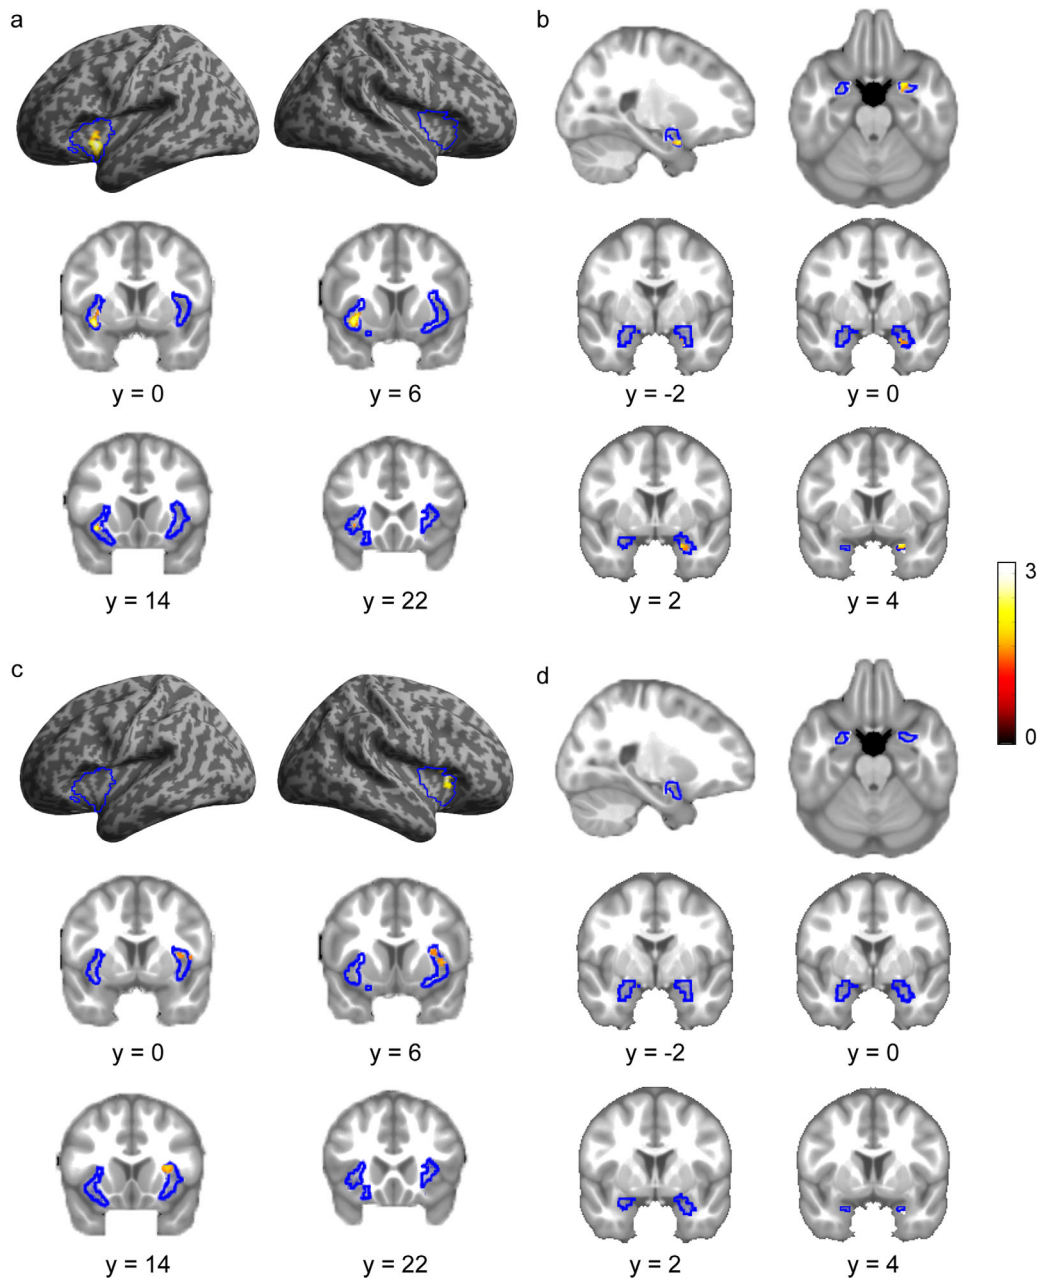 a
b
y = 0
y = 6
y = -2
y = 0
y = 14
y = 22
y = 2
y = 4
3
0
c
d
y = 0
y = 6
y = -2
y = 0
y = 14
y = 22
y = 2
y = 4